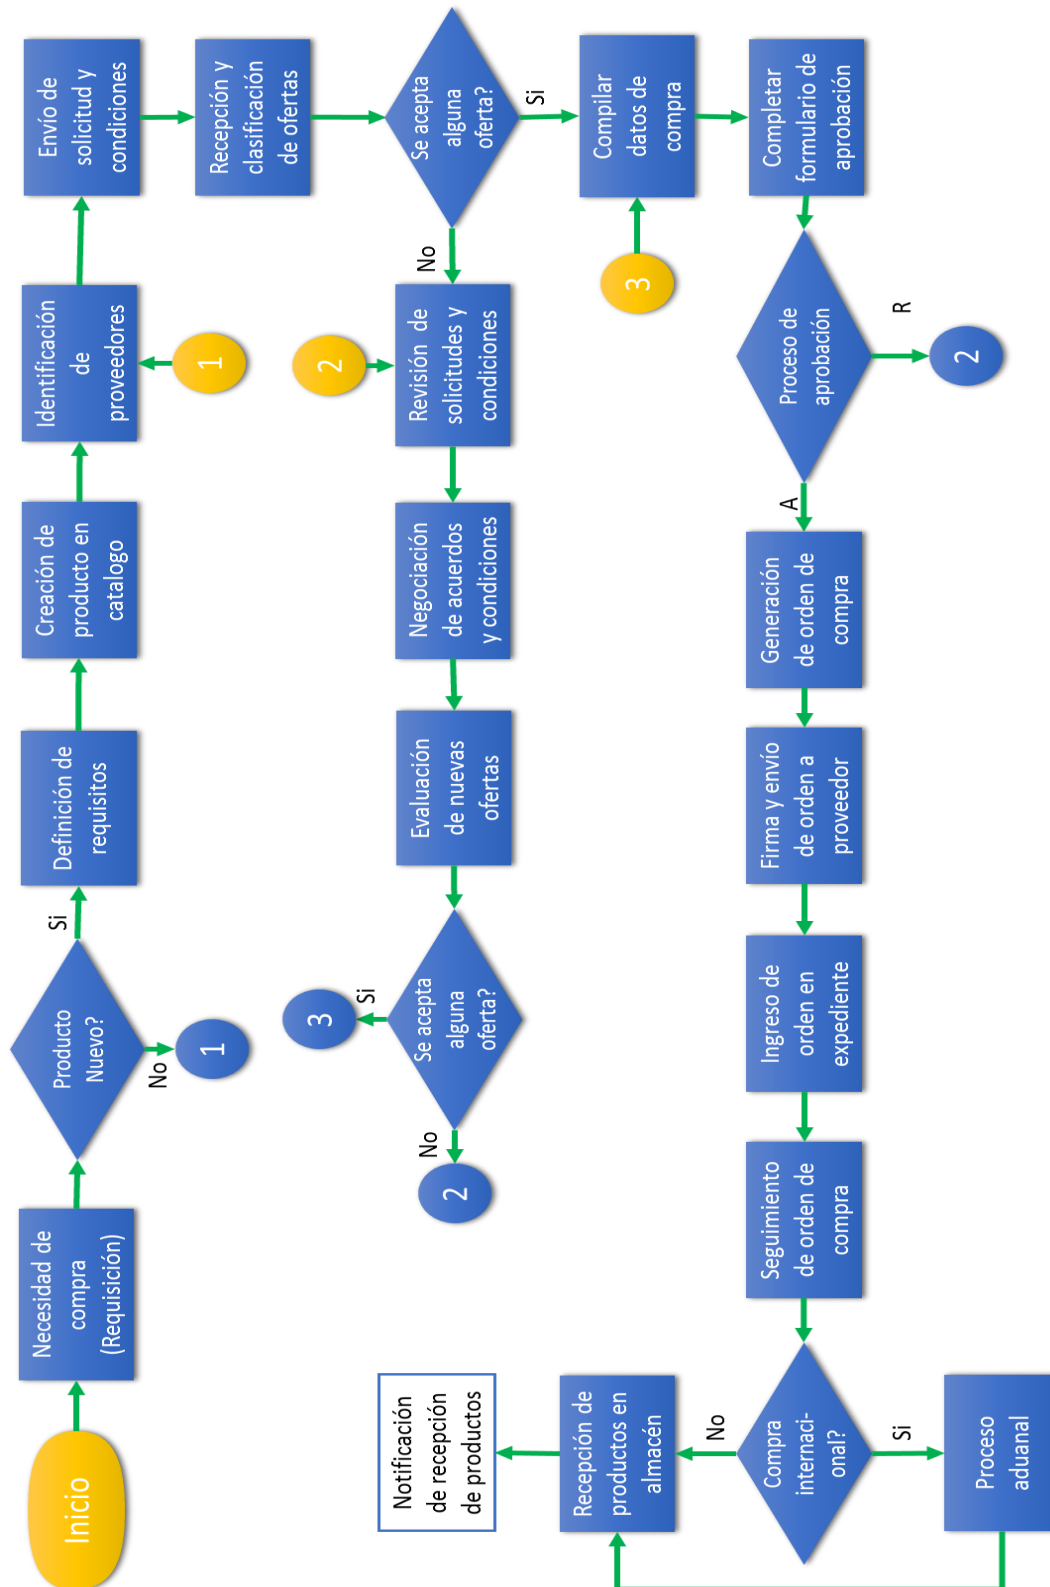 Inicio
Necesidad de
compra
(Requisición)
Producto
Nuevo?
Si
No
1
Definición de
requisitos
Creación de
producto en
catalogo
Identificación
de
proveedores
1
Envío de
solicitud y
condiciones
Recepción y
clasificación
de ofertas
Se acepta
alguna
oferta?
No
Si
2
Revision de
solicitudes y
condiciones
Negociación
de acuerdos
y condiciones
Evaluación
de nuevas
ofertas
Se acepta
alguna
oferta?
Si
3
No
2
3
Compilar
datos de
compra
Completar
formulario de
aprobación
Proceso de
aprobación
R
2
A
Generación
de orden de
compra
Firma y envío
de orden a
proveedor
Ingreso de
orden en
expediente
Seguimiento
de orden de
compra
Compra
internaci-
onal?
No
Si
Proceso
aduanal
Recepción de
productos en
almacén
Notificación
de recepción
de productos